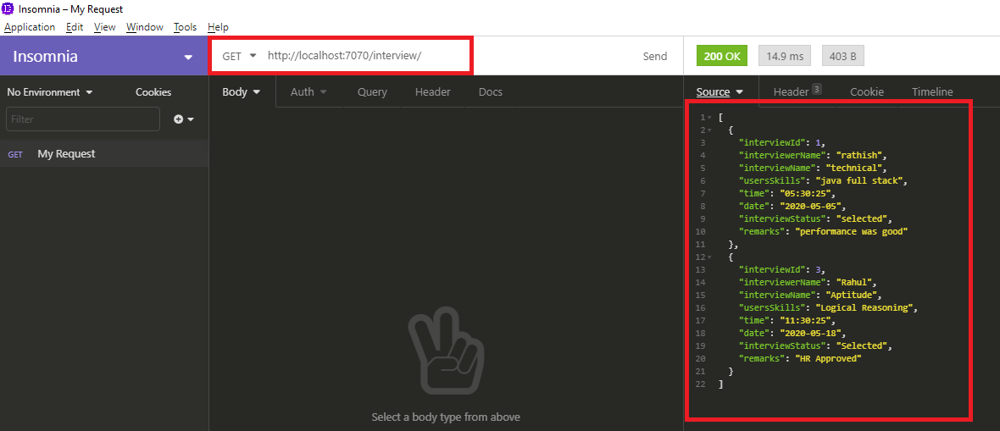 Insomnia – My Request
Application Edit View Window Tools Help
Insomnia
GET http://localhost:7070/interview/ Send
200 OK 14.9 ms 403 B
No Environment Cookies
Body Auth Query Header Docs
Source Header 3 Cookie Timeline
Filter
GET My Request
1 [
2 {
3 "interviewId": 1,
4 "interviewerName": "rathish",
5 "interviewName": "technical",
6 "usersSkills": "java full stack",
7 "time": "05:30:25",
8 "date": "2020-05-05",
9 "interviewStatus": "selected",
10 "remarks": "performance was good"
11 },
12 {
13 "interviewId": 3,
14 "interviewerName": "Rahul",
15 "interviewName": "Aptitude",
16 "usersSkills": "Logical Reasoning",
17 "time": "11:30:25",
18 "date": "2020-05-18",
19 "interviewStatus": "Selected",
20 "remarks": "HR Approved"
21 }
22 ]
Select a body type from above